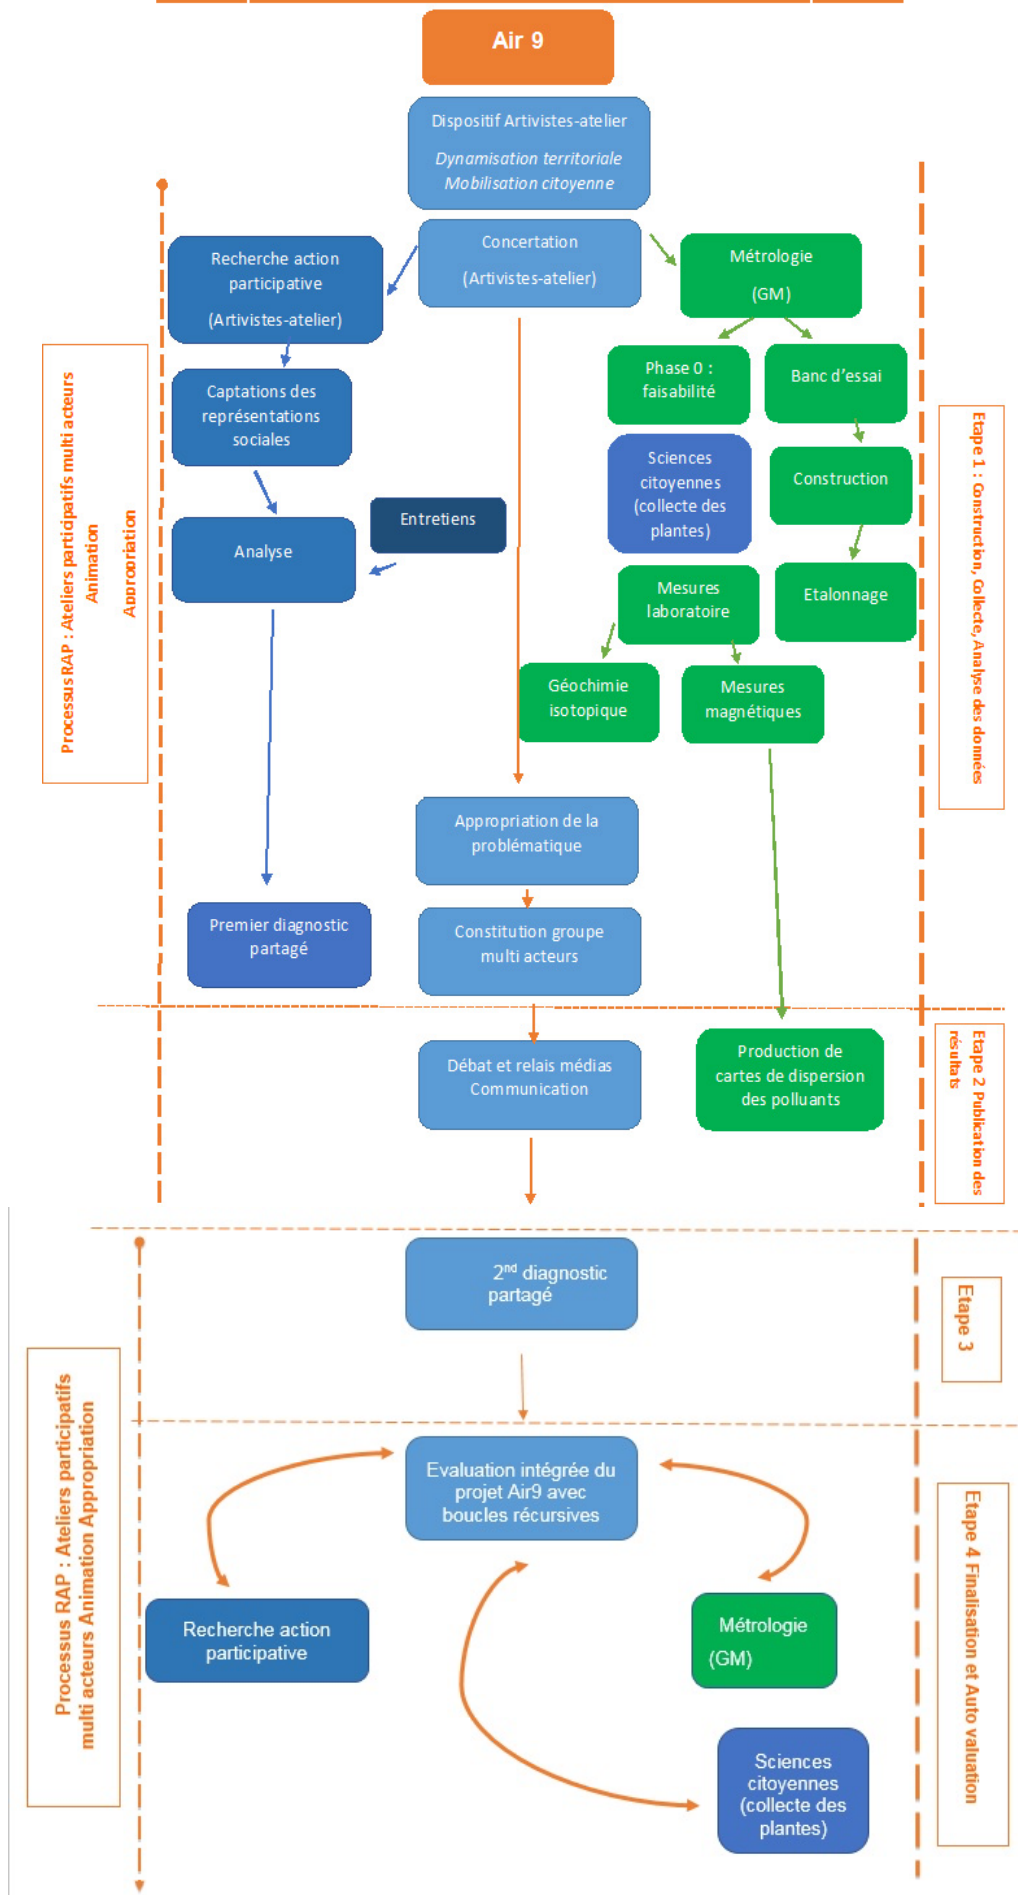 Air 9
Dispositif Artivistes-atelier
Dynamisation territoriale
Mobilisation citoyenne
Concertation
(Artivistes-atelier)
Recherche action
participative
(Artivistes-atelier)
Métrologie
(GM)
Captations des
représentations
sociales
Phase 0 :
faisabilité
Banc d'essai
Sciences
citoyennes
(collecte des
plantes)
Construction
Entretiens
Analyse
Mesures
laboratoire
Etalonnage
Géochimie
isotopique
Mesures
magnétiques
Processus RAP : Ateliers participatifs multi acteurs
Animation
Appropriation
Etape 1 : Construction, Collecte, Analyse des données
Appropriation de la
problématique
Premier diagnostic
partagé
Constitution groupe
multi acteurs
Débat et relais médias
Communication
Production de
cartes de dispersion
des polluants
Etape 2 Publication des
résultats
2nd diagnostic
partagé
Etape 3
Evaluation intégrée du
projet Air9 avec
boucles récursives
Recherche action
participative
Métrologie
(GM)
Sciences
citoyennes
(collecte des
plantes)
Processus RAP : Ateliers participatifs
multi acteurs Animation Appropriation
Etape 4 Finalisation et Auto valuation